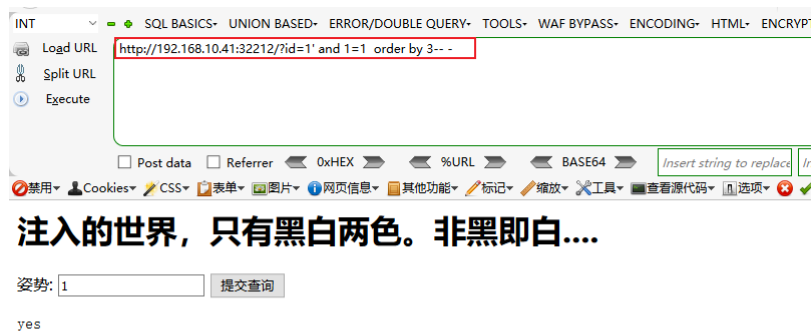 INT SQL BASICS UNION BASED ERROR/DOUBLE QUERY TOOLS WAF BYPASS ENCODING HTML ENCRYPT
Load URL http://192.168.10.41:32212/?id=1' and 1=1  order by 3-- -
Split URL
Execute
Post data Referrer 0xHEX %URL BASE64 Insert string to replace
禁用 Cookies CSS 表单 图片 网页信息 其他功能 标记 缩放 工具 查看源代码 选项
注入的世界，只有黑白两色。非黑即白....
姿势: 1 提交查询
yes